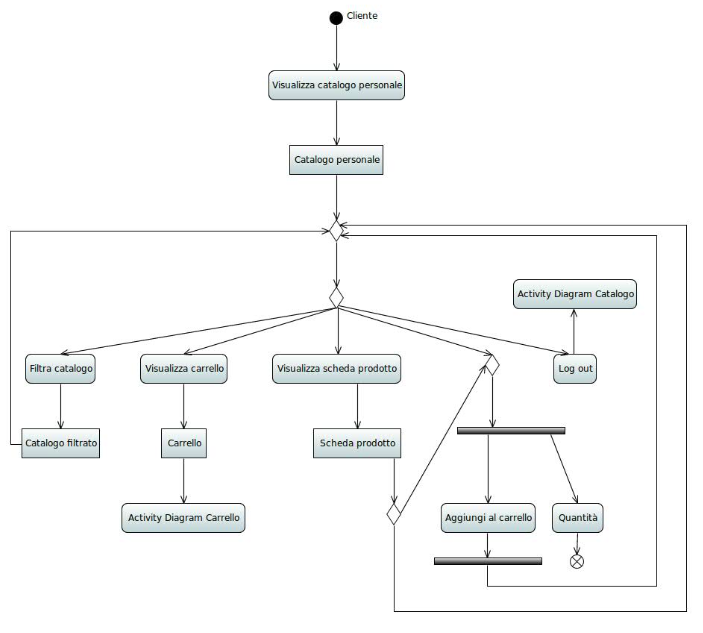 Cliente
Visualizza catalogo personale
Catalogo personale
Activity Diagram Catalogo
Filtra catalogo
Visualizza carrello
Visualizza scheda prodotto
Log out
Catalogo filtrato
Carrello
Scheda prodotto
Activity Diagram Carrello
Aggiungi al carrello
Quantità